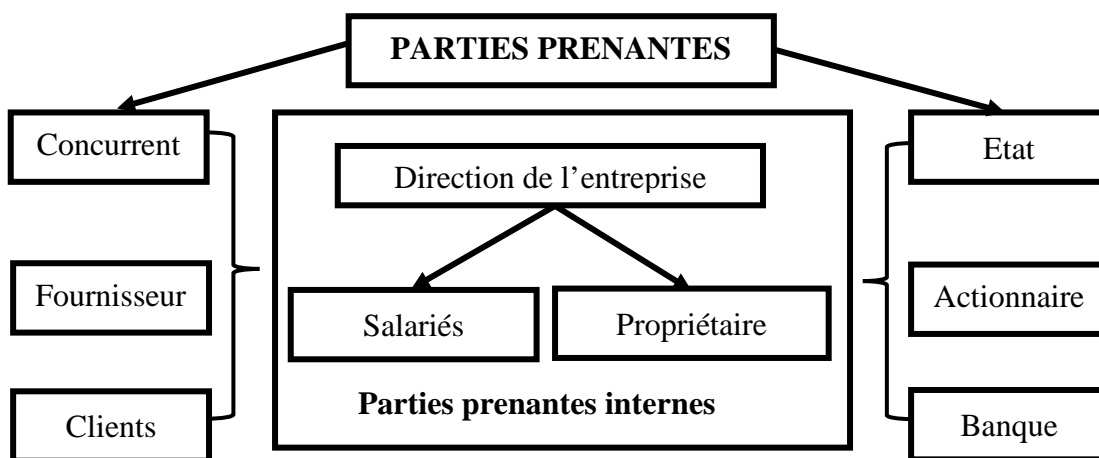 PARTIES PRENANTES
Concurrent
Etat
Direction de l’entreprise
Fournisseur
Actionnaire
Salariés
Propriétaire
Parties prenantes internes
Clients
Banque